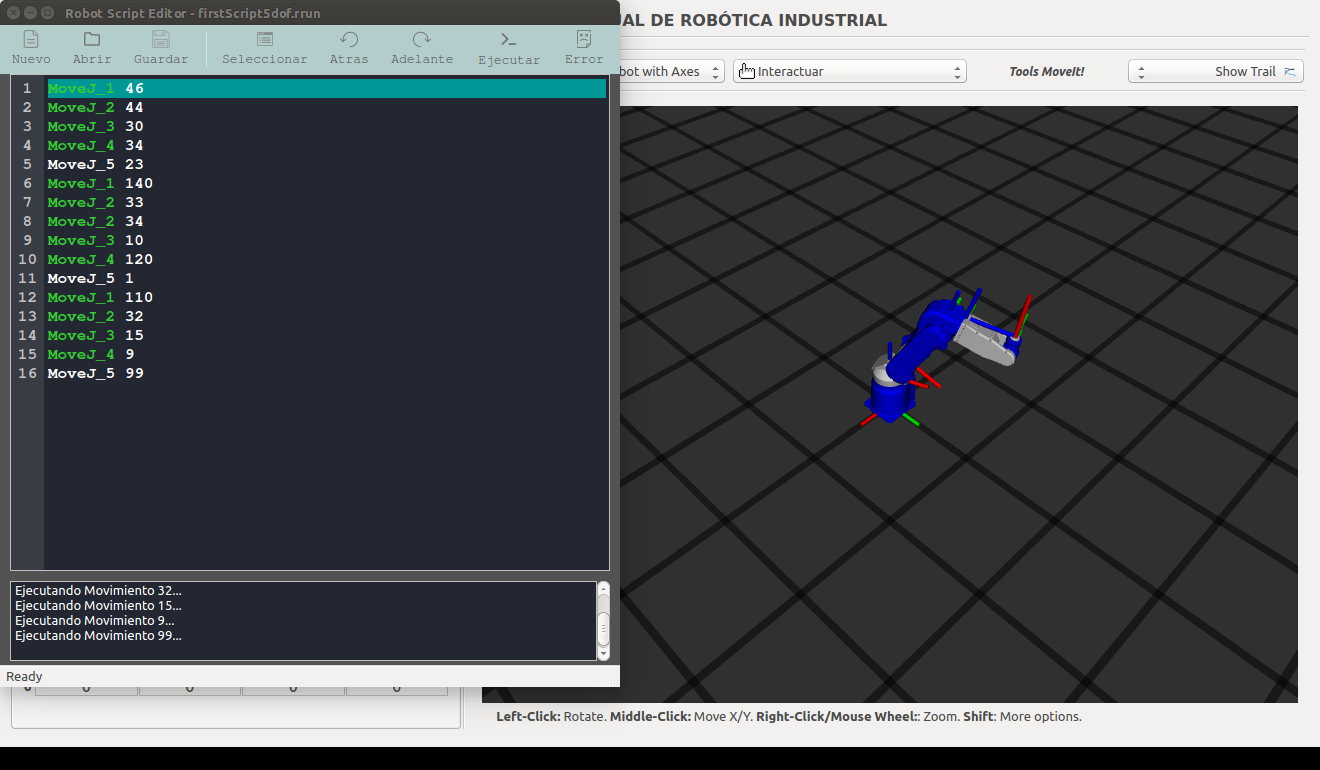 Robot Script Editor - firstScript5dof.rrun
UAL DE ROBÓTICA INDUSTRIAL
Nuevo Abrir Guardar Seleccionar Atras Adelante Ejecutar Error
bot with Axes Interactuar Tools MoveIt! Show Trail
1 MoveJ_1 46
2 MoveJ_2 44
3 MoveJ_3 30
4 MoveJ_4 34
5 MoveJ_5 23
6 MoveJ_1 140
7 MoveJ_2 33
8 MoveJ_2 34
9 MoveJ_3 10
10 MoveJ_4 120
11 MoveJ_5 1
12 MoveJ_1 110
13 MoveJ_2 32
14 MoveJ_3 15
15 MoveJ_4 9
16 MoveJ_5 99
Ejecutando Movimiento 32...
Ejecutando Movimiento 15...
Ejecutando Movimiento 9...
Ejecutando Movimiento 99...
Ready
Left-Click: Rotate. Middle-Click: Move X/Y. Right-Click/Mouse Wheel:: Zoom. Shift: More options.